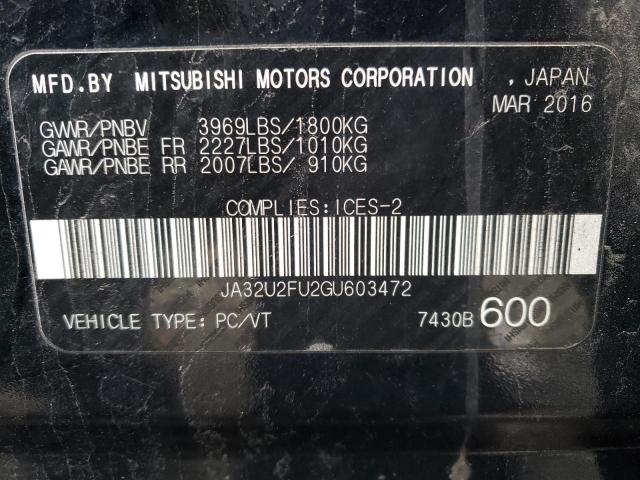 MFD.BY MITSUBISHI MOTORS CORPORATION , JAPAN
MAR 2016
GVWR/PNBV 3969LBS/1800KG
GAWR/PNBE FR 2227LBS/1010KG
GAWR/PNBE RR 2007LBS/ 910KG
COMPLIES:ICES-2
JA32U2FU2GU603472
VEHICLE TYPE: PC/VT 7430B 600